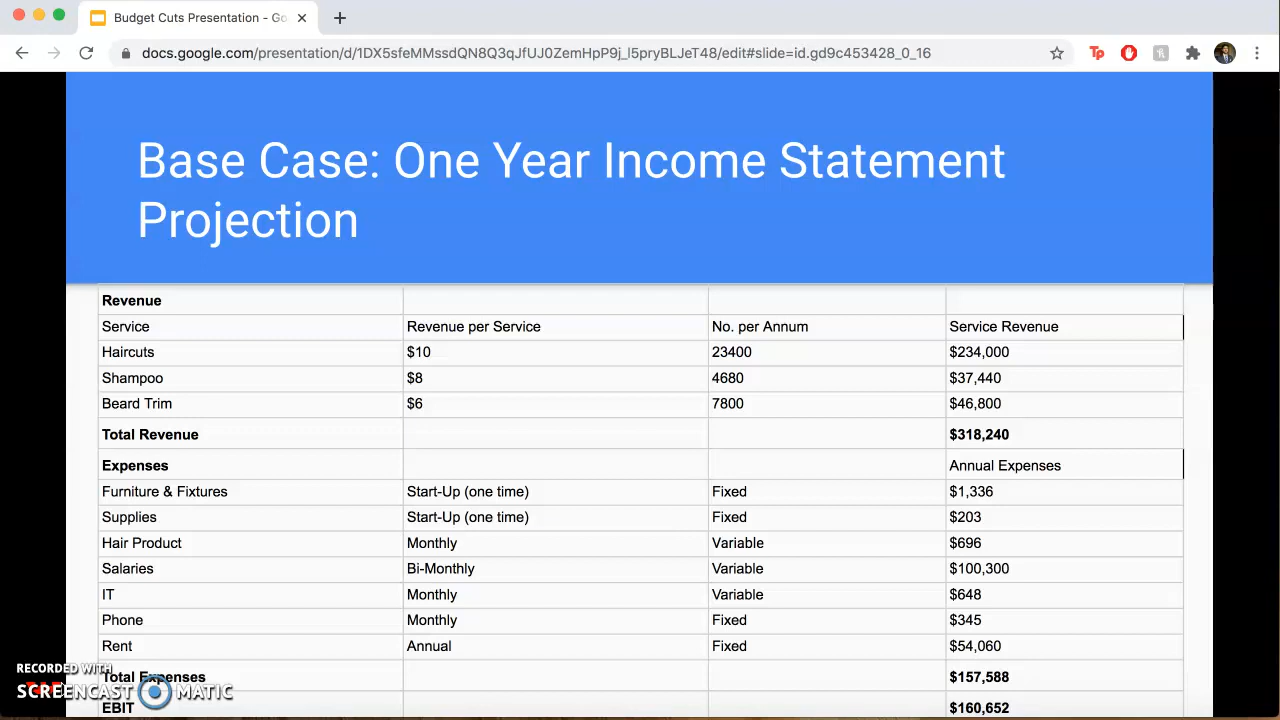 Budget Cuts Presentation - Go
docs.google.com/presentation/d/1DX5sfeMMssdQN3Q3qJfUJ0ZemHpP9j_l5pryBLJeT48/edit#slide=id.gd9c453428_0_16
Base Case: One Year Income Statement
Projection
Revenue
Service Revenue per Service No. per Annum Service Revenue
Haircuts $10 23400 $234,000
Shampoo $8 4680 $37,440
Beard Trim $6 7800 $46,800
Total Revenue $318,240
Expenses Annual Expenses
Furniture & Fixtures Start-Up (one time) Fixed $1,336
Supplies Start-Up (one time) Fixed $203
Hair Product Monthly Variable $696
Salaries Bi-Monthly Variable $100,300
IT Monthly Variable $648
Phone Monthly Fixed $345
Rent Annual Fixed $54,060
Total Expenses $157,588
EBIT $160,652
RECORDED WITH
SCREENCAST MATIC